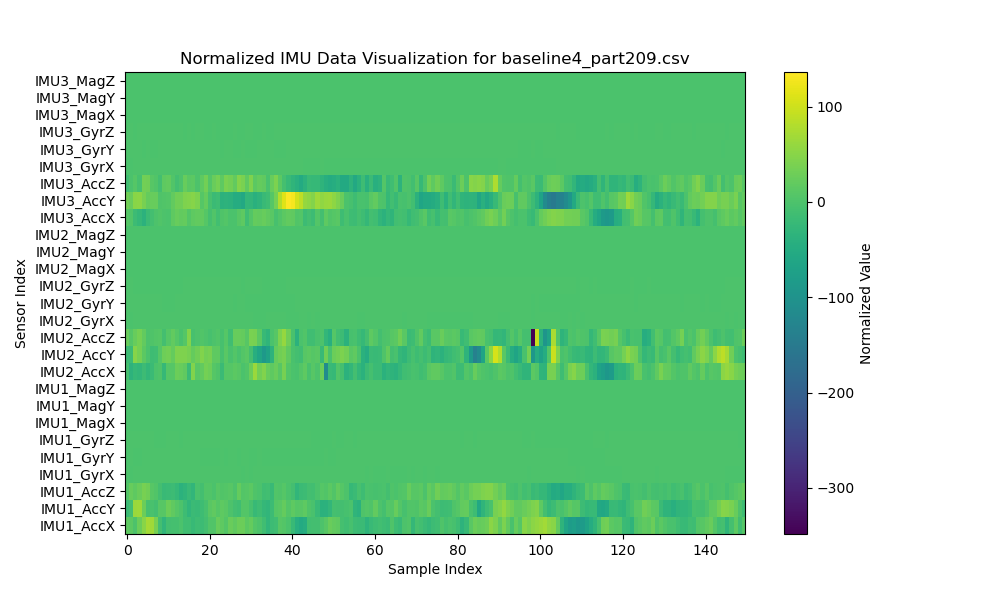 Normalized IMU Data Visualization for baseline4_part209.csv
IMU3_MagZ
IMU3_MagY
IMU3_MagX
IMU3_GyrZ
IMU3_GyrY
IMU3_GyrX
IMU3_AccZ
IMU3_AccY
IMU3_AccX
IMU2_MagZ
IMU2_MagY
IMU2_MagX
IMU2_GyrZ
IMU2_GyrY
IMU2_GyrX
IMU2_AccZ
IMU2_AccY
IMU2_AccX
IMU1_MagZ
IMU1_MagY
IMU1_MagX
IMU1_GyrZ
IMU1_GyrY
IMU1_GyrX
IMU1_AccZ
IMU1_AccY
IMU1_AccX
Sensor Index
0 20 40 60 80 100 120 140
Sample Index
100
0
−100
−200
−300
Normalized Value